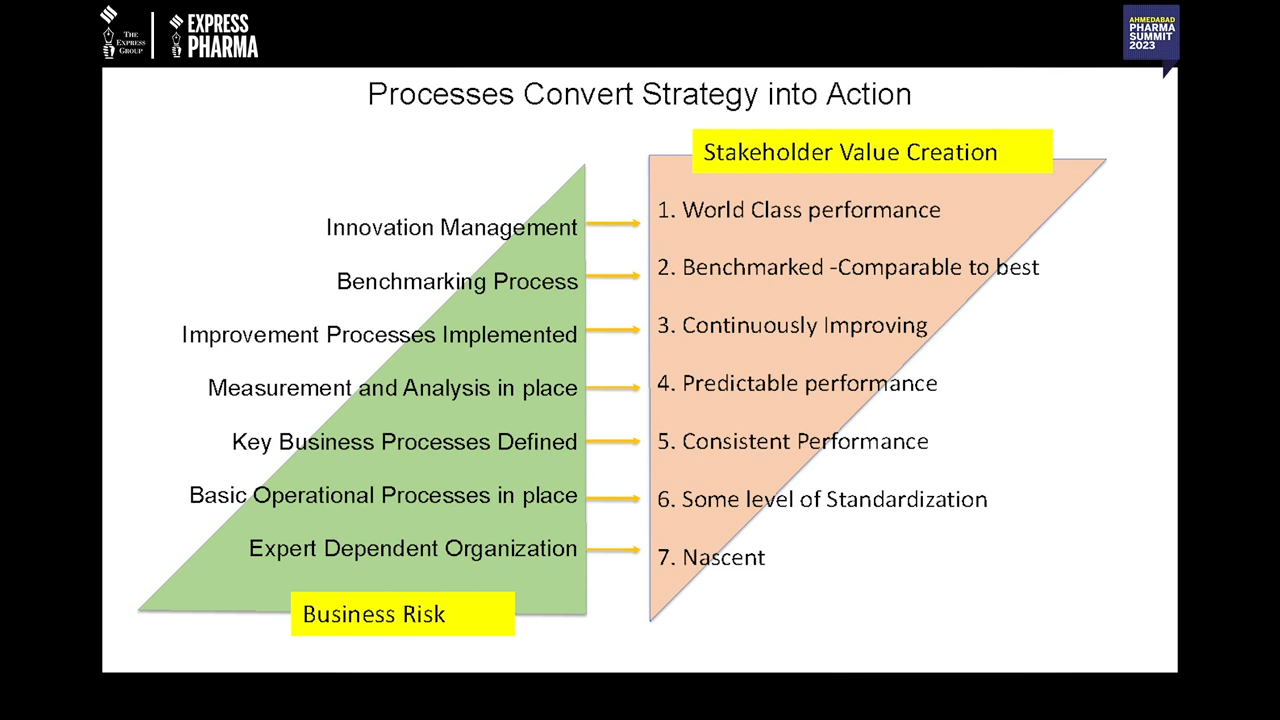 THE
EXPRESS
GROUP
EXPRESS
PHARMA
AHMEDABAD
PHARMA
SUMMIT
2023
Processes Convert Strategy into Action
Stakeholder Value Creation
Innovation Management
1. World Class performance
Benchmarking Process
2. Benchmarked -Comparable to best
Improvement Processes Implemented
3. Continuously Improving
Measurement and Analysis in place
4. Predictable performance
Key Business Processes Defined
5. Consistent Performance
Basic Operational Processes in place
6. Some level of Standardization
Expert Dependent Organization
7. Nascent
Business Risk